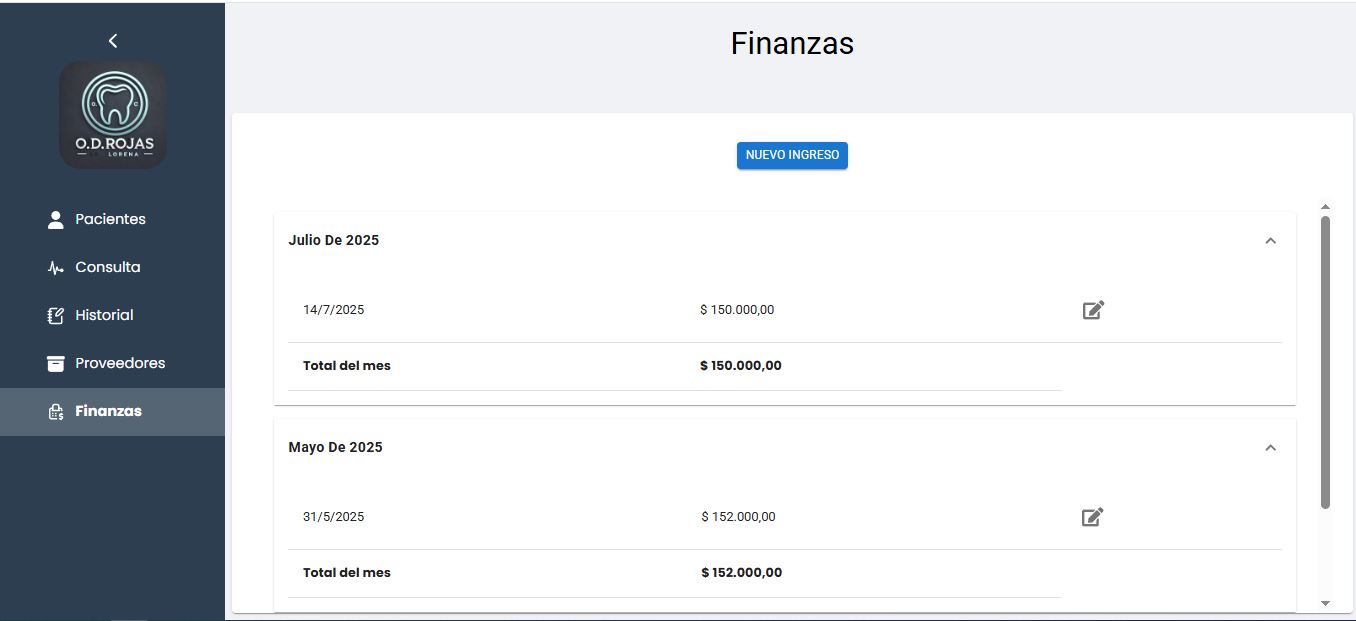 Finanzas
O.D.ROJAS
LORENA
Pacientes
Consulta
Historial
Proveedores
Finanzas
NUEVO INGRESO
Julio De 2025
14/7/2025 $ 150.000,00
Total del mes $ 150.000,00
Mayo De 2025
31/5/2025 $ 152.000,00
Total del mes $ 152.000,00